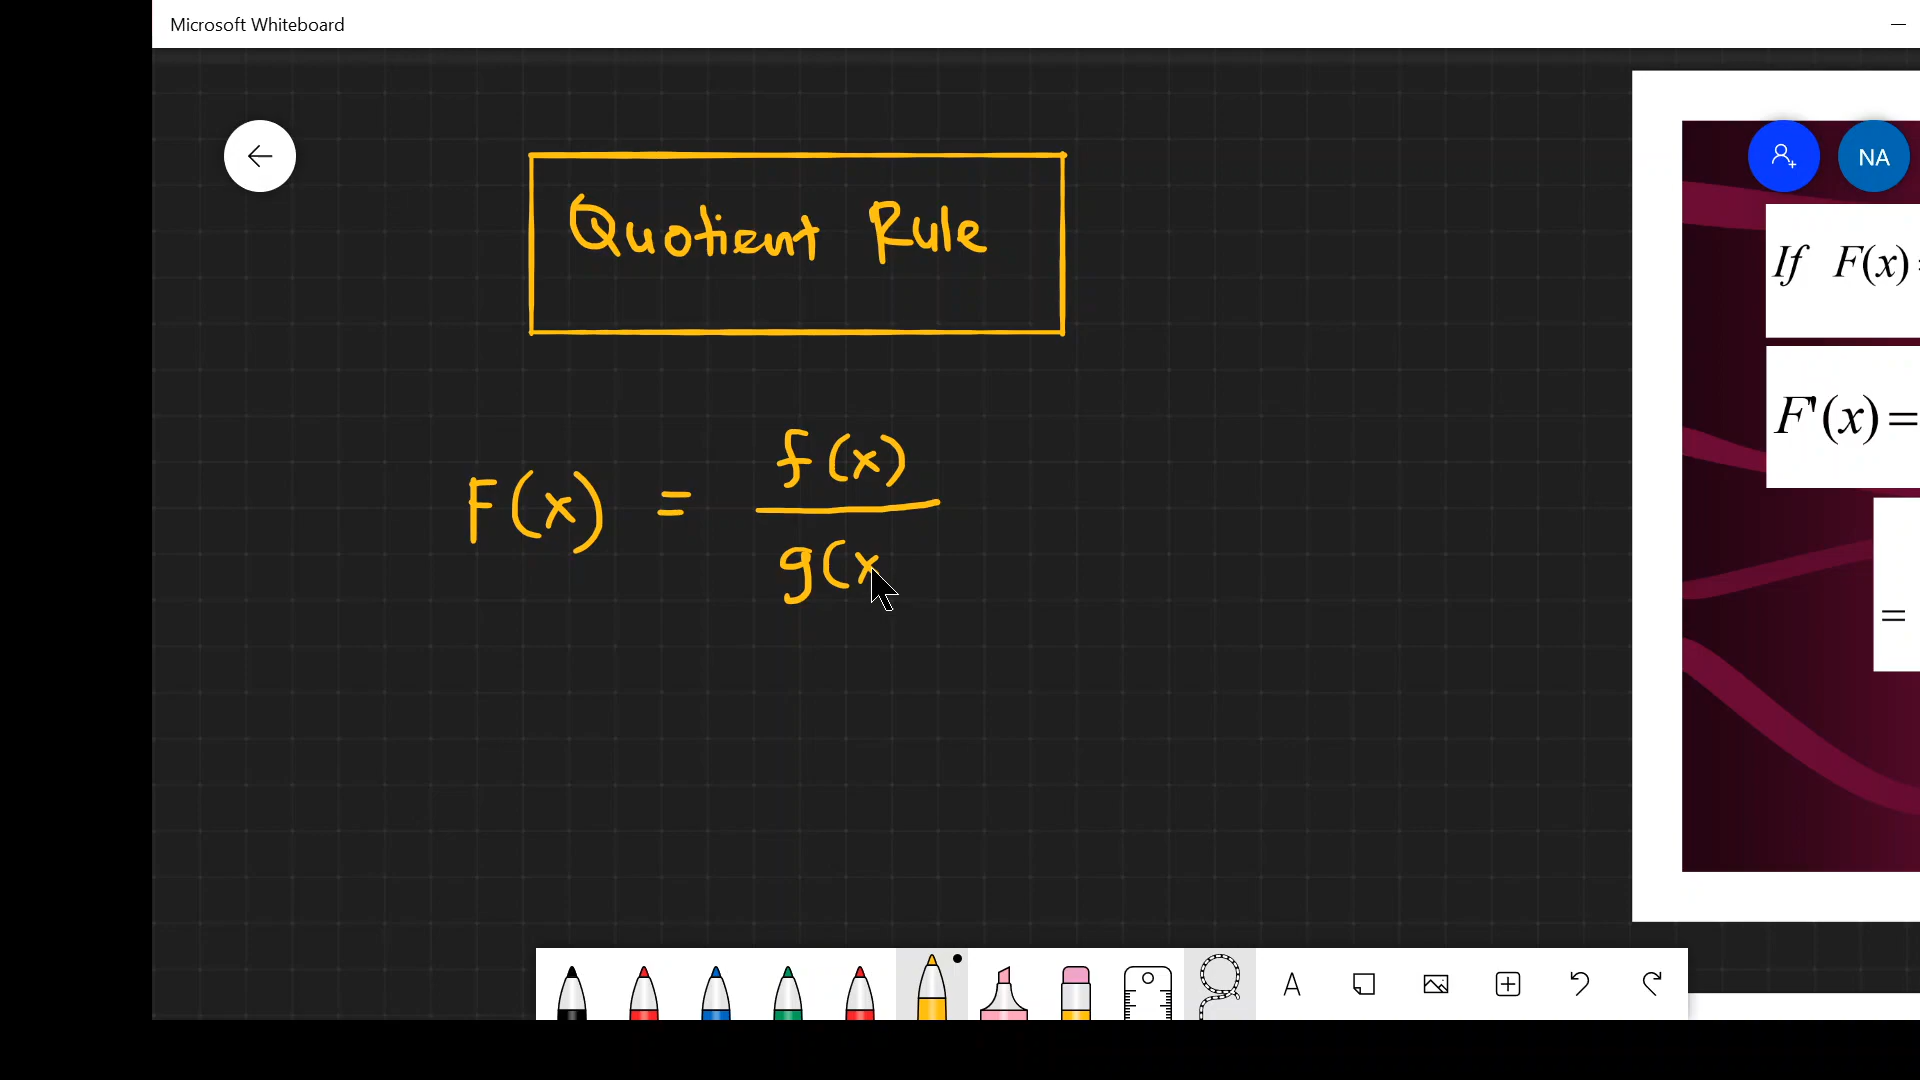 Microsoft Whiteboard
NA
Quotient Rule
If F(x)
F'(x)=
f(x)
F(x) =
g(x
=